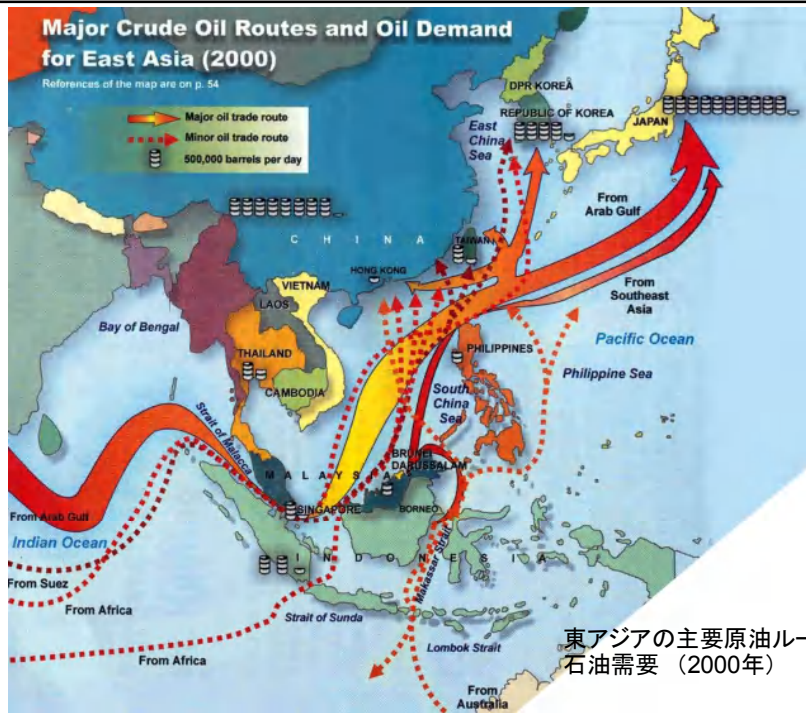 Major Crude Oil Routes and Oil Demand
for East Asia (2000)
References of the map are on p. 54
Major oil trade route
Minor oil trade route
500,000 barrels per day
DPR KOREA
REPUBLIC OF KOREA
JAPAN
East
China
Sea
From
Arab Gulf
C H I N A
TAIWAN
HONG KONG
From
Southeast
Asia
VIETNAM
LAOS
Bay of Bengal
Pacific Ocean
THAILAND
PHILIPPINES
Philippine Sea
CAMBODIA
South
China
Sea
Strait of Malacca
BRUNEI
DARUSSALAM
M A L A Y S I A
SINGAPORE
BORNEO
From Arab Gulf
Indian Ocean
I N D O N E S I A
Makassar Strait
From Suez
From Africa
Strait of Sunda
Lombok Strait
From Africa
東アジアの主要原油ルー
石油需要 （2000年）
From
Australia